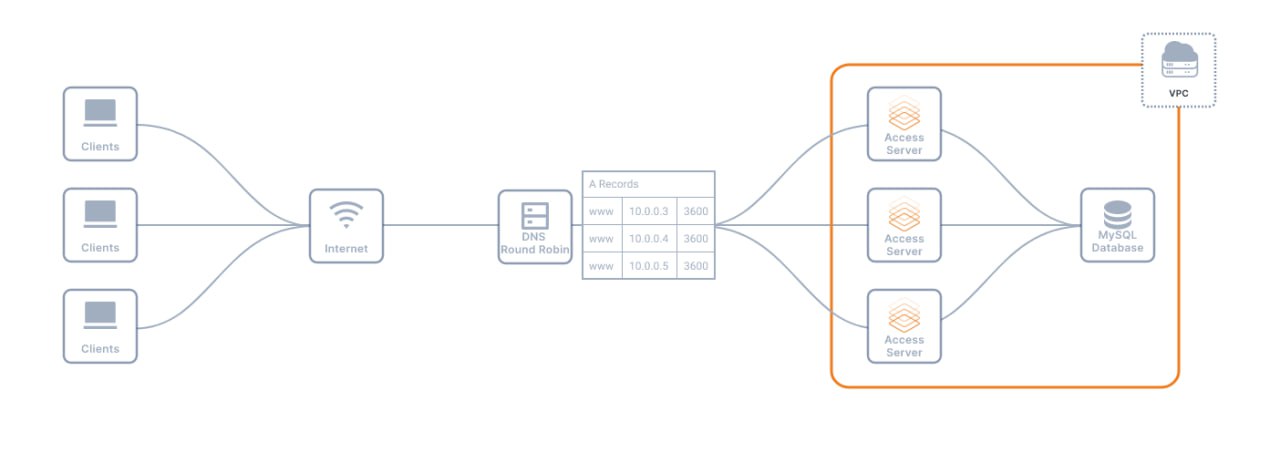 VPC
Clients
Clients
Clients
Internet
DNS
Round Robin
A Records
www 10.0.0.3 3600
www 10.0.0.4 3600
www 10.0.0.5 3600
Access
Server
Access
Server
Access
Server
MySQL
Database